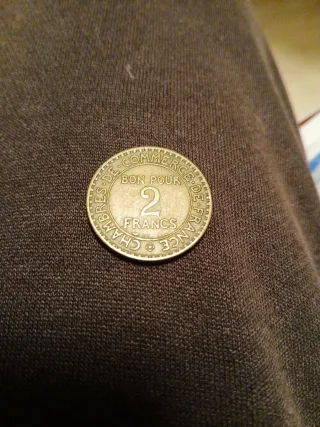 CHAMBRES·DE·COMMERCE·DE·FRANCE
BON POUR
2
FRANCS